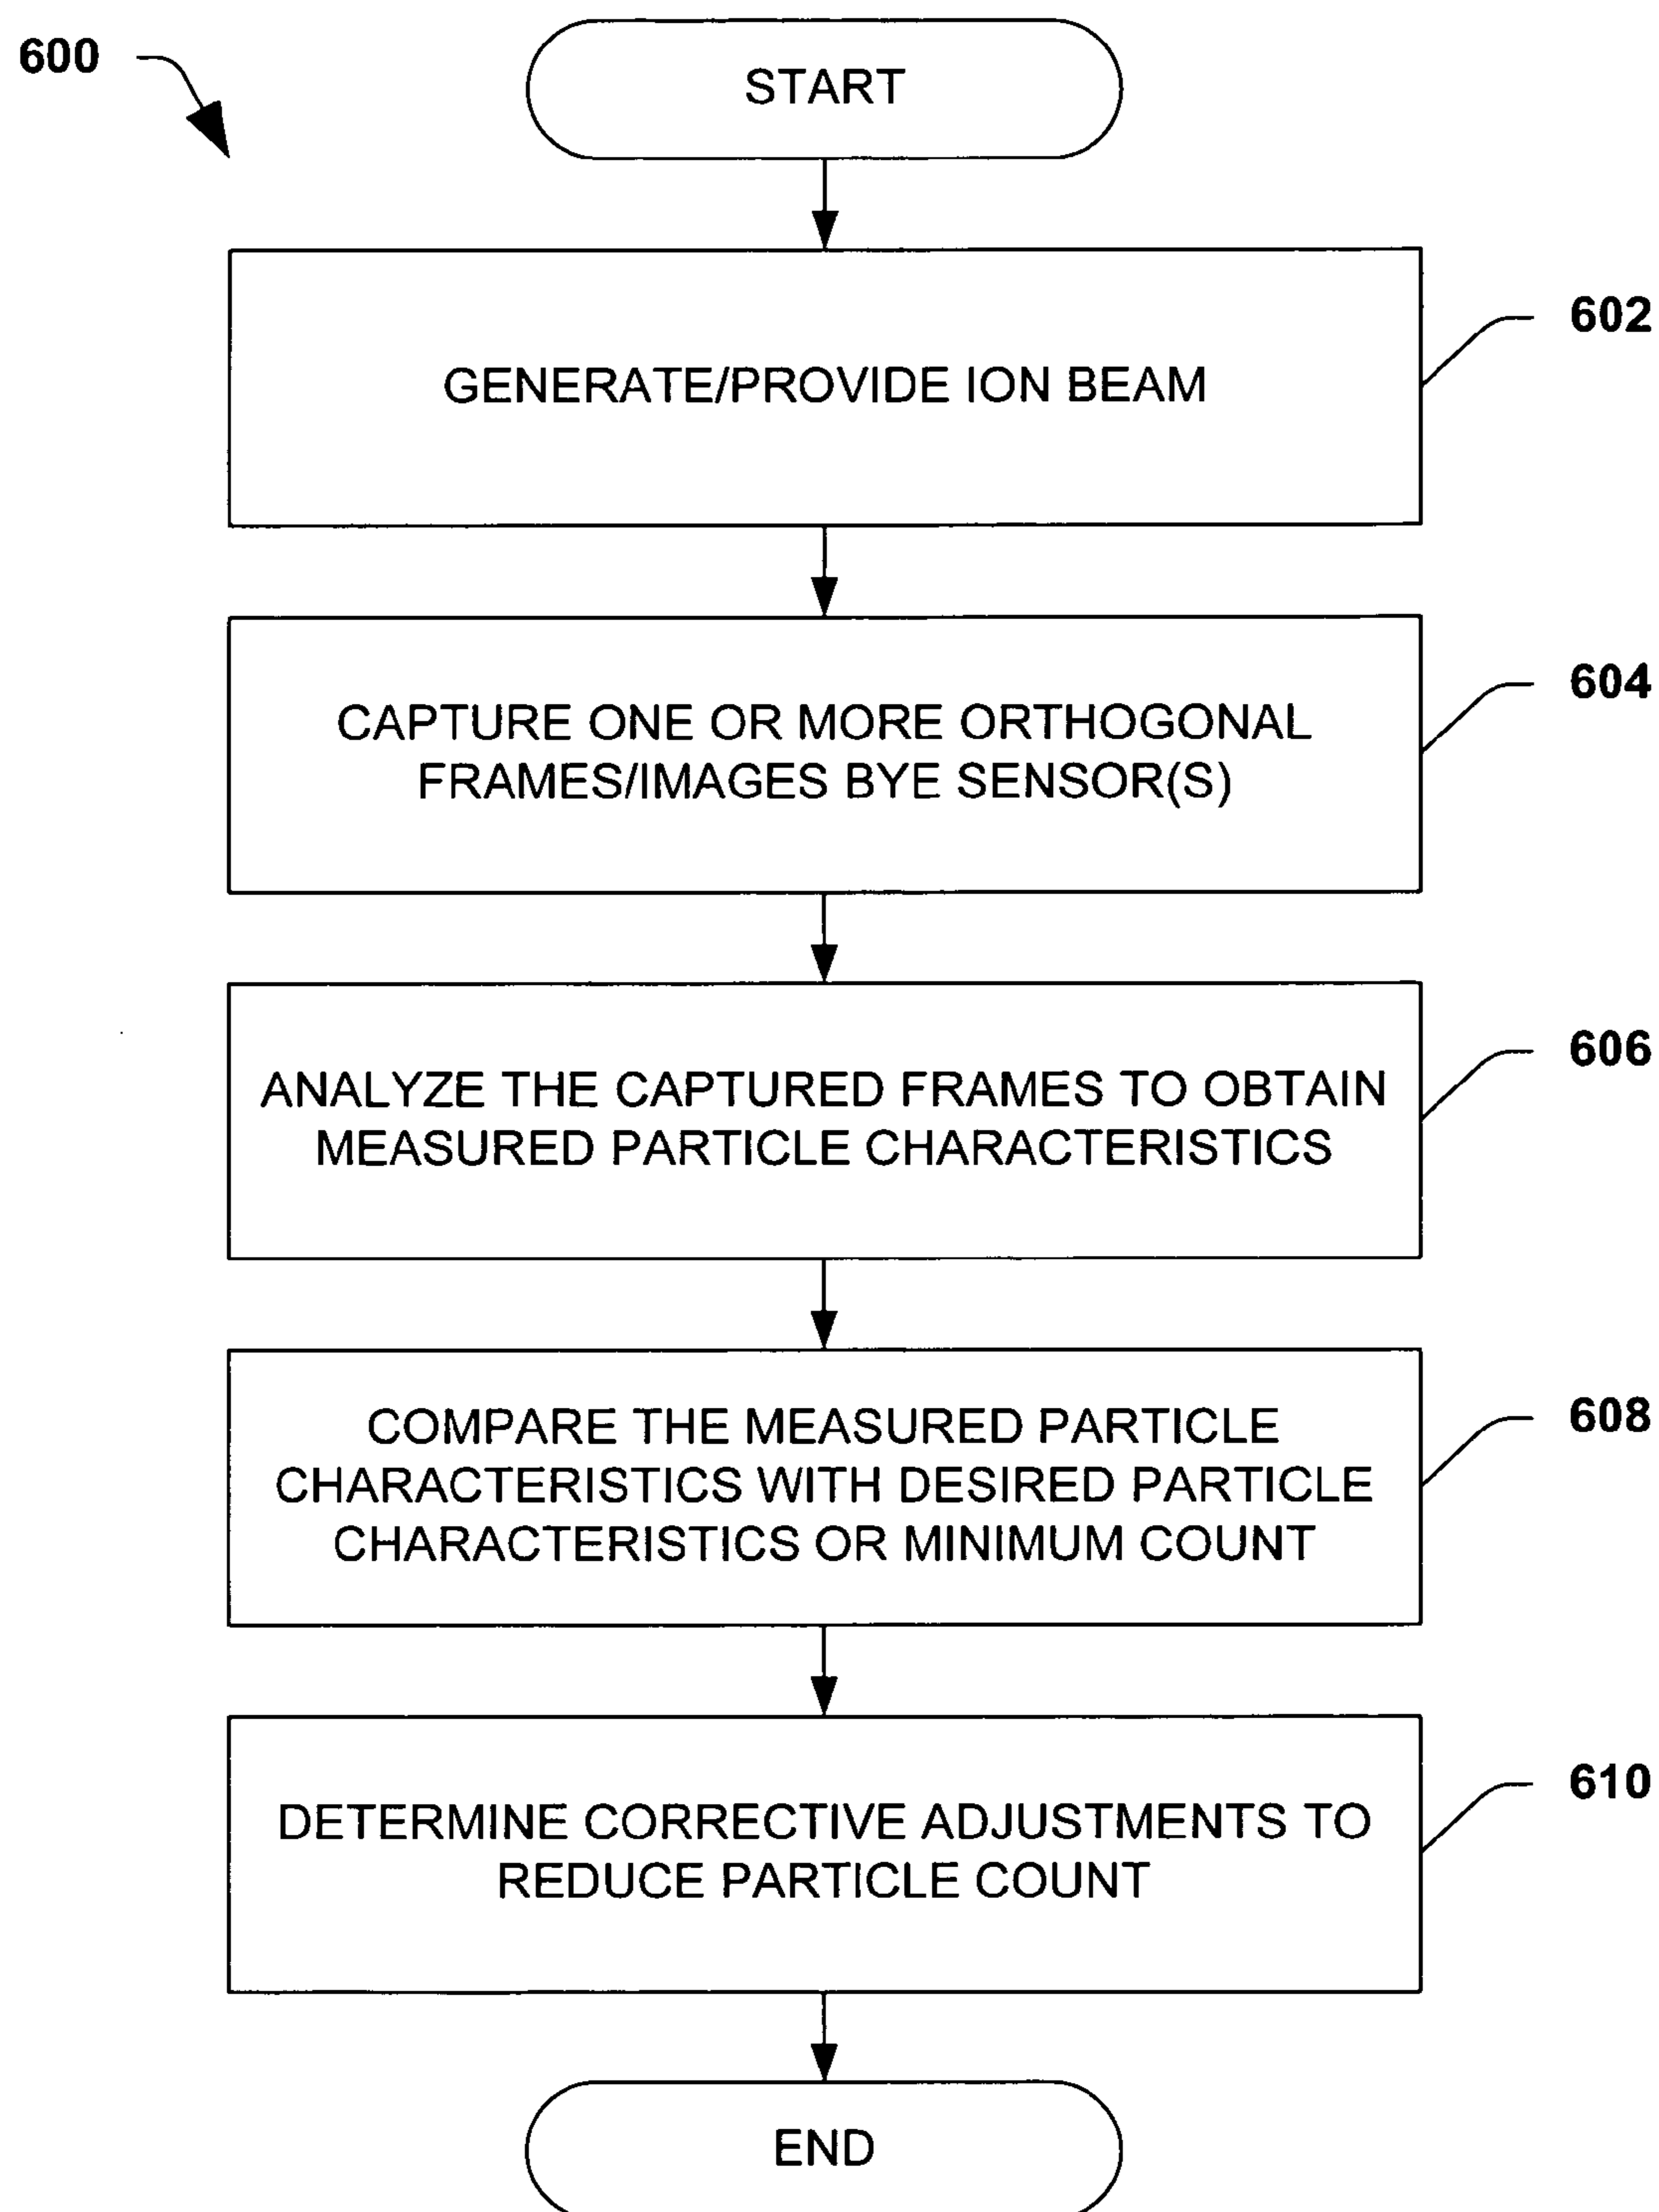 600
START
GENERATE/PROVIDE ION BEAM
602
CAPTURE ONE OR MORE ORTHOGONAL
FRAMES/IMAGES BYE SENSOR(S)
604
ANALYZE THE CAPTURED FRAMES TO OBTAIN
MEASURED PARTICLE CHARACTERISTICS
606
COMPARE THE MEASURED PARTICLE
CHARACTERISTICS WITH DESIRED PARTICLE
CHARACTERISTICS OR MINIMUM COUNT
608
DETERMINE CORRECTIVE ADJUSTMENTS TO
REDUCE PARTICLE COUNT
610
END